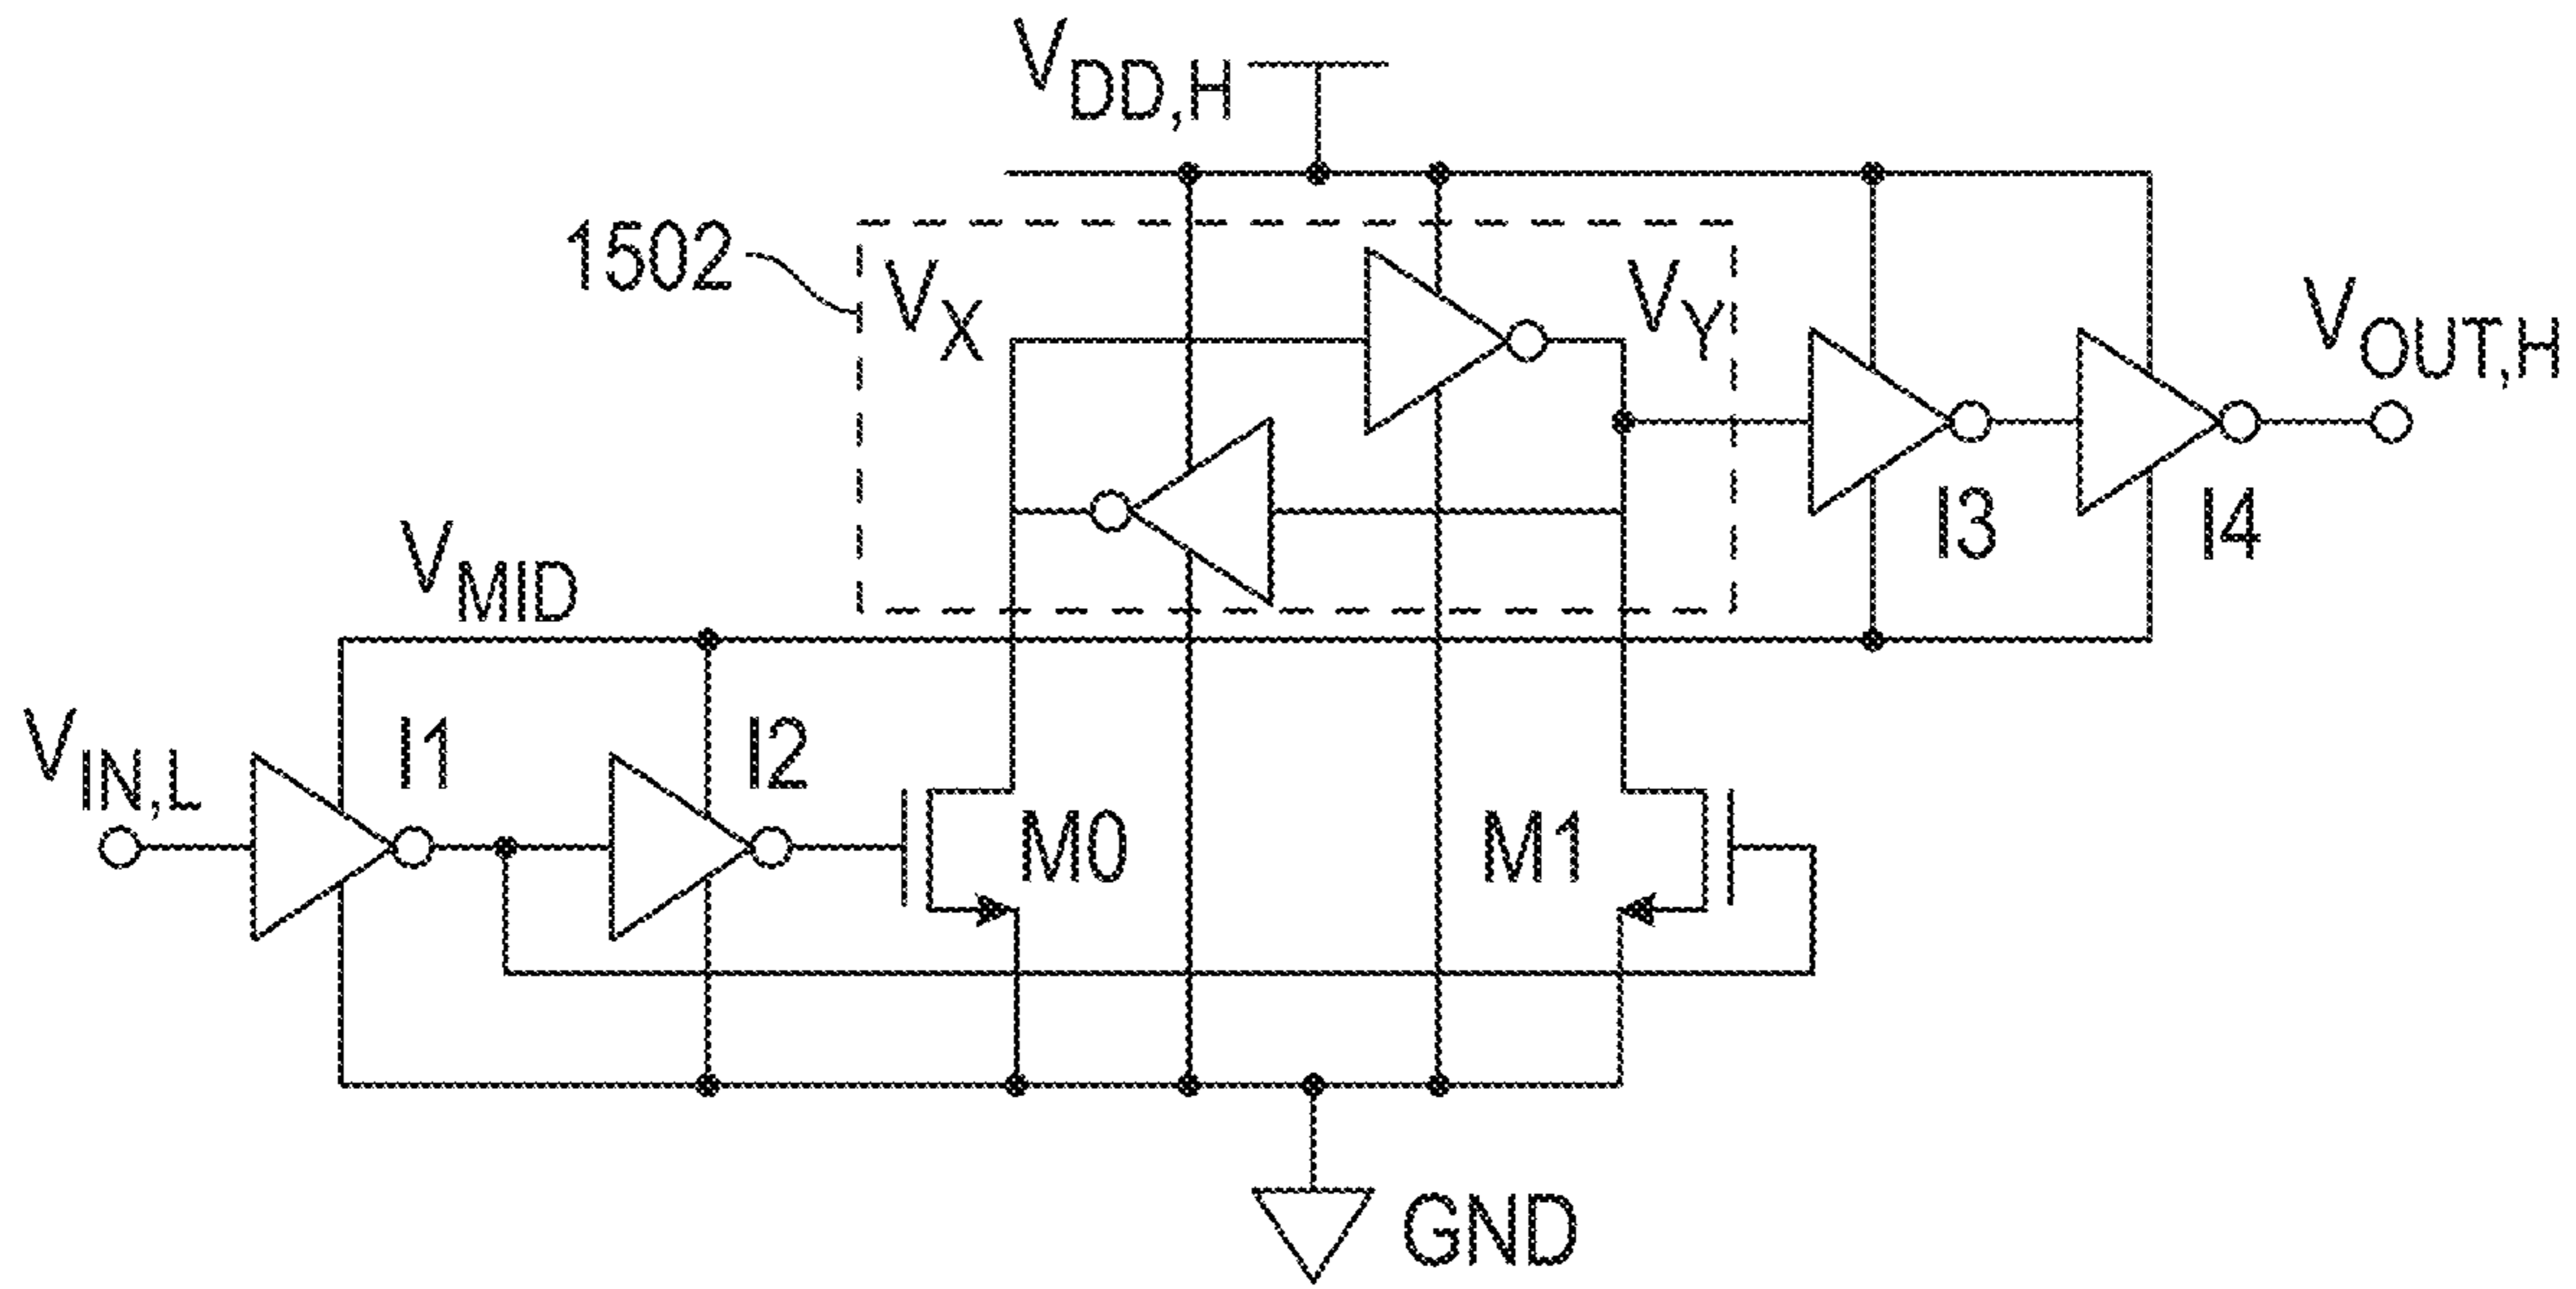 VDD,H
1502
VX
VY
VOUT,H
I3
I4
VMID
VIN,L
I1
I2
M0
M1
GND